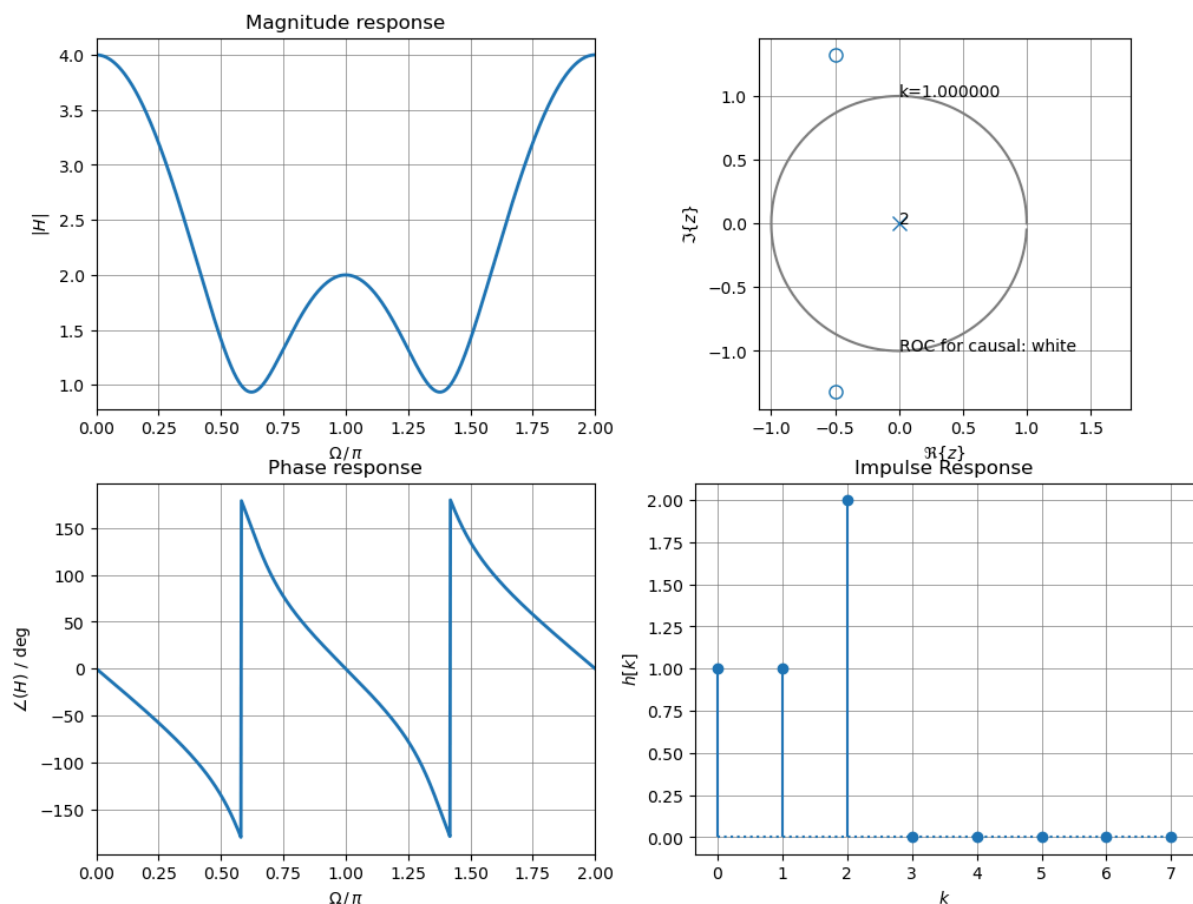 Magnitude response
|H|
4.0
3.5
3.0
2.5
2.0
1.5
1.0
0.00 0.25 0.50 0.75 1.00 1.25 1.50 1.75 2.00
Ω/π
k=1.000000
2
ROC for causal: white
ℑ{z}
1.0
0.5
0.0
−0.5
−1.0
−1.0 −0.5 0.0 0.5 1.0 1.5
ℜ{z}
Phase response
∠(H) / deg
150
100
50
0
−50
−100
−150
0.00 0.25 0.50 0.75 1.00 1.25 1.50 1.75 2.00
Ω/π
Impulse Response
h[k]
2.00
1.75
1.50
1.25
1.00
0.75
0.50
0.25
0.00
0 1 2 3 4 5 6 7
k